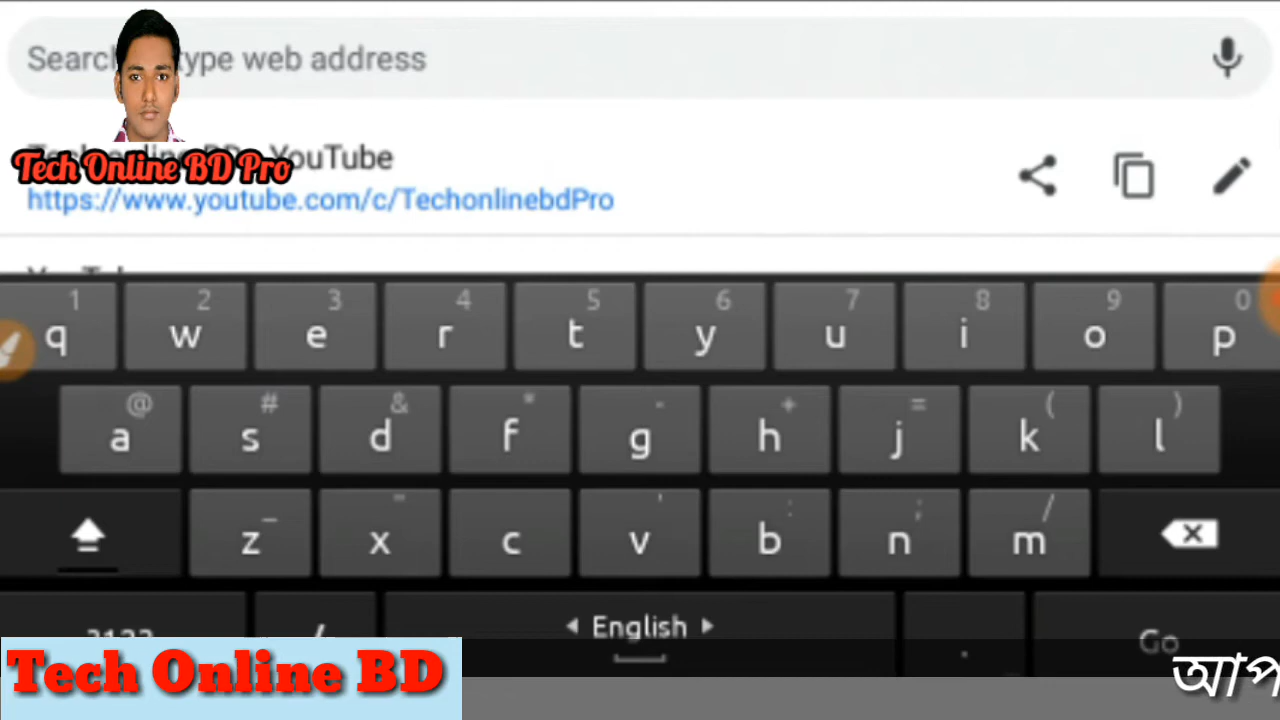 Search type web address
Tech Online BD Pro
YouTube
https://www.youtube.com/c/TechonlinebdPro
1 2 3 4 5 6 7 8 9 0
q w e r t y u i o p
@ # & * - + = ( )
a s d f g h j k l
_ " ' : ; /
z x c v b n m
◂ English ▸
. Go
Tech Online BD
আপ